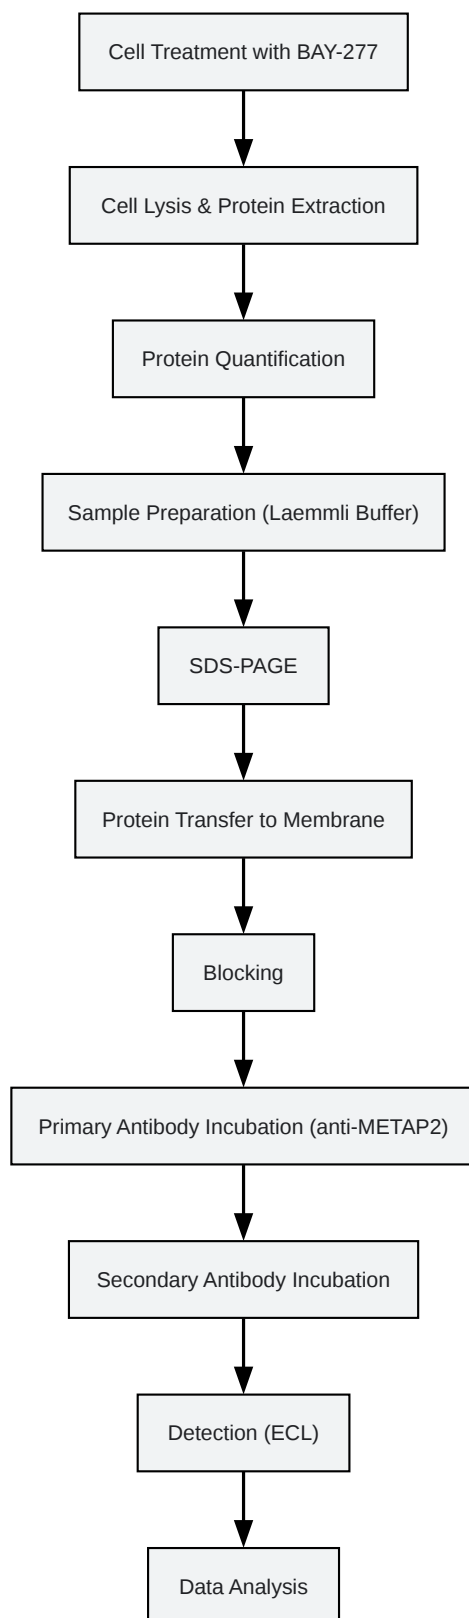 Cell Treatment with BAY-277
Cell Lysis & Protein Extraction
Protein Quantification
Sample Preparation (Laemmli Buffer)
SDS-PAGE
Protein Transfer to Membrane
Blocking
Primary Antibody Incubation (anti-METAP2)
Secondary Antibody Incubation
Detection (ECL)
Data Analysis